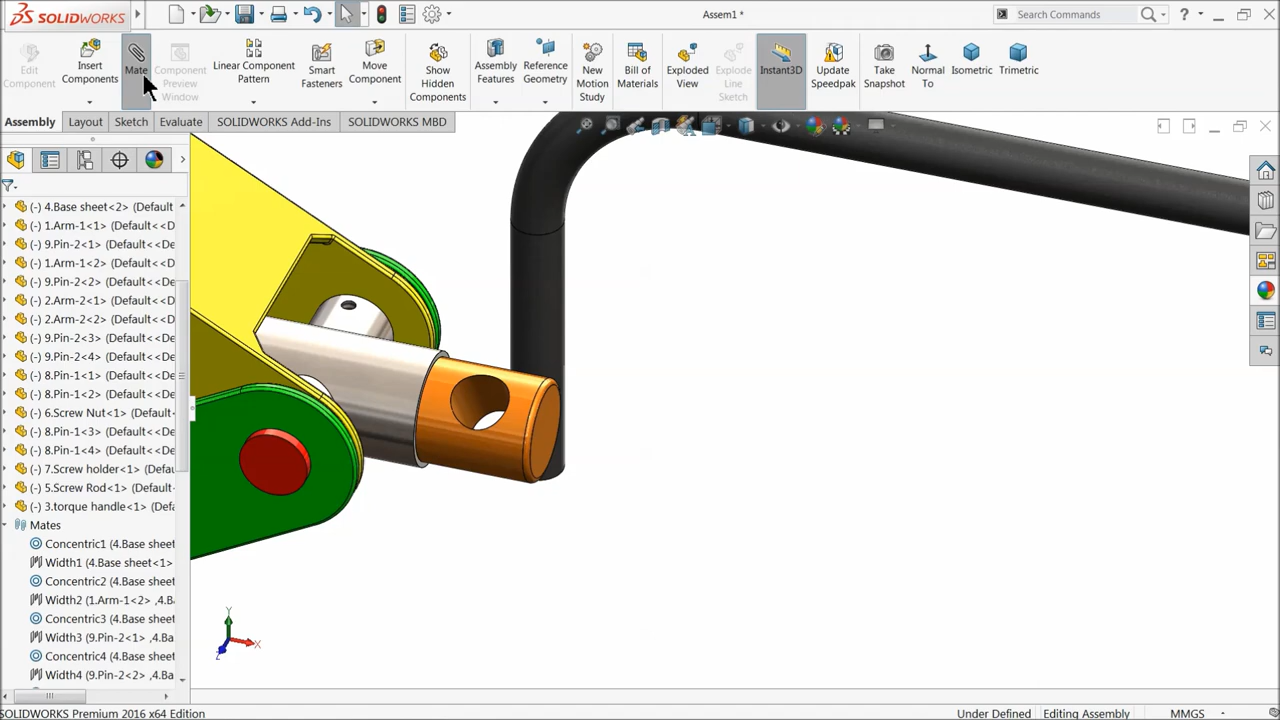 SOLIDWORKS
Assem1 *
Search Commands
?
Edit Component
Insert Components
Mate
Component Preview Window
Linear Component Pattern
Smart Fasteners
Move Component
Show Hidden Components
Assembly Features
Reference Geometry
New Motion Study
Bill of Materials
Exploded View
Explode Line Sketch
Instant3D
Update Speedpak
Take Snapshot
Normal To
Isometric
Trimetric
Assembly Layout Sketch Evaluate SOLIDWORKS Add-Ins SOLIDWORKS MBD
(-) 4.Base sheet<2> (Default
(-) 1.Arm-1<1> (Default<<D
(-) 9.Pin-2<1> (Default<<De
(-) 1.Arm-1<2> (Default<<D
(-) 9.Pin-2<2> (Default<<De
(-) 2.Arm-2<1> (Default<<D
(-) 2.Arm-2<2> (Default<<D
(-) 9.Pin-2<3> (Default<<De
(-) 9.Pin-2<4> (Default<<De
(-) 8.Pin-1<1> (Default<<De
(-) 8.Pin-1<2> (Default<<De
(-) 6.Screw Nut<1> (Default
(-) 8.Pin-1<3> (Default<<De
(-) 8.Pin-1<4> (Default<<De
(-) 7.Screw holder<1> (Defa
(-) 5.Screw Rod<1> (Default
(-) 3.torque handle<1> (Defa
Mates
Concentric1 (4.Base sheet
Width1 (4.Base sheet<1>
Concentric2 (4.Base sheet
Width2 (1.Arm-1<2> ,4.Ba
Concentric3 (4.Base sheet
Width3 (9.Pin-2<1> ,4.Ba
Concentric4 (4.Base sheet
Width4 (9.Pin-2<2> ,4.Ba
Y
X
Z
SOLIDWORKS Premium 2016 x64 Edition
Under Defined Editing Assembly MMGS